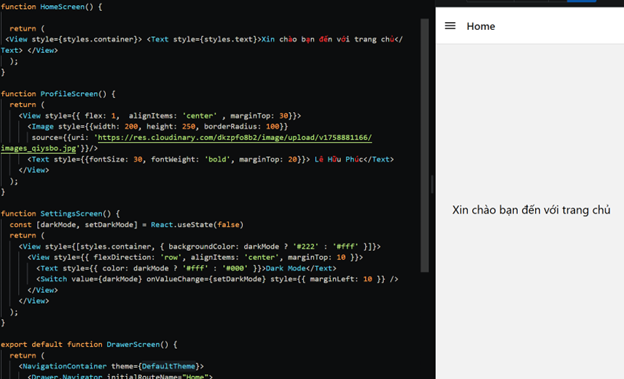 function HomeScreen() {
return (
<View style={styles.container}> <Text style={styles.text}>Xin chào bạn đến với trang chủ</
Text> </View>
);
}
function ProfileScreen() {
return (
<View style={{ flex: 1,  alignItems: 'center' , marginTop: 30}}>
<Image style={{width: 200, height: 250, borderRadius: 100}}
source={{uri: 'https://res.cloudinary.com/dkzpfo8b2/image/upload/v1758881166/
images_qiysbo.jpg'}}/>
<Text style={{fontSize: 30, fontWeight: 'bold', marginTop: 20}}> Lê Hữu Phúc</Text>
</View>
);
}
function SettingsScreen() {
const [darkMode, setDarkMode] = React.useState(false)
return (
<View style={[styles.container, { backgroundColor: darkMode ? '#222' : '#fff' }]}>
<View style={{ flexDirection: 'row', alignItems: 'center', marginTop: 10 }}>
<Text style={{ color: darkMode ? '#fff' : '#000' }}>Dark Mode</Text>
<Switch value={darkMode} onValueChange={setDarkMode} style={{ marginLeft: 10 }} />
</View>
</View>
);
}
export default function DrawerScreen() {
return (
<NavigationContainer theme={DefaultTheme}>
<Drawer.Navigator initialRouteName="Home">
Home
Xin chào bạn đến với trang chủ